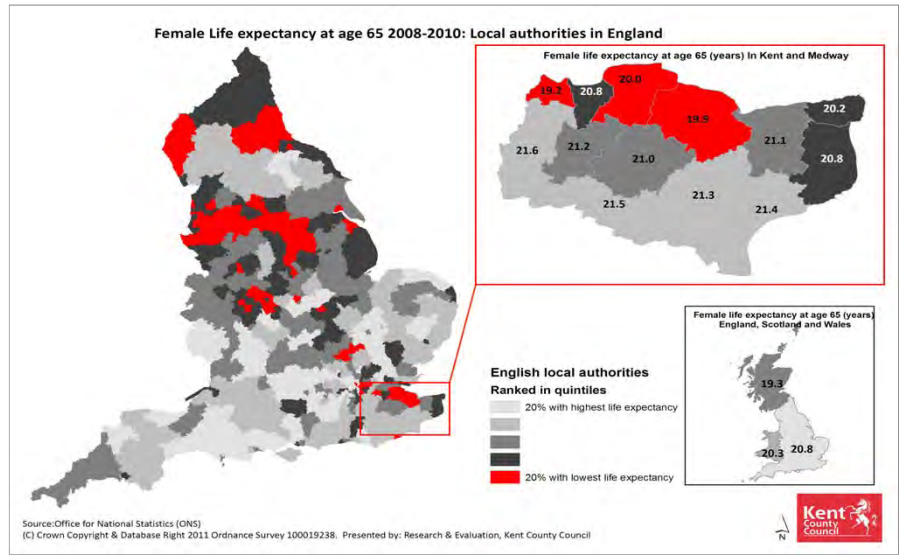 Female Life expectancy at age 65 2008-2010: Local authorities in England
Female life expectancy at age 65 (years) In Kent and Medway
19.2
20.8
20.0
19.9
20.2
21.6
21.2
21.0
21.1
20.8
21.5
21.3
21.4
Female life expectancy at age 65 (years)
England, Scotland and Wales
19.3
20.3
20.8
English local authorities
Ranked in quintiles
20% with highest life expectancy
20% with lowest life expectancy
Source:Office for National Statistics (ONS)
(C) Crown Copyright & Database Right 2011 Ordnance Survey 100019238. Presented by: Research & Evaluation, Kent County Council
N
Kent
County
Council